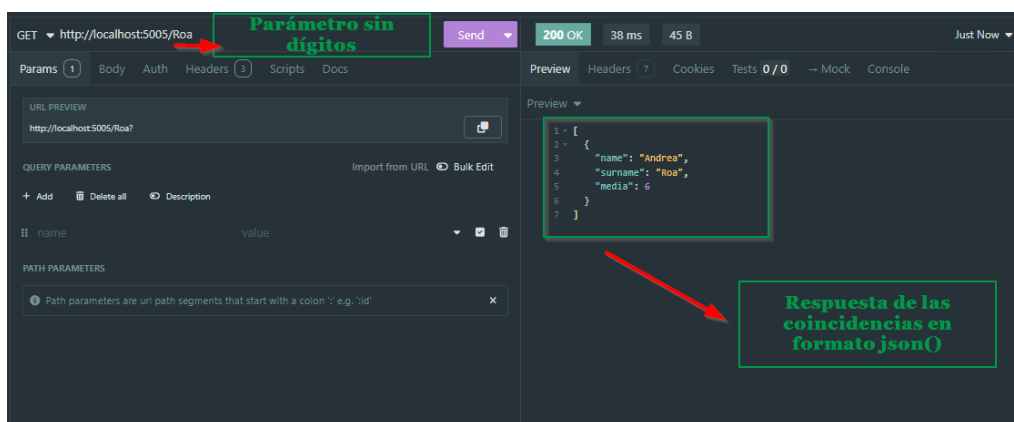 GET http://localhost:5005/Roa
Parámetro sin
dígitos
Send
200 OK 38 ms 45 B
Just Now
Params 1 Body Auth Headers 3 Scripts Docs
Preview Headers 7 Cookies Tests 0 / 0 → Mock Console
URL PREVIEW
http://localhost:5005/Roa?
QUERY PARAMETERS
Import from URL Bulk Edit
+ Add Delete all Description
name value
PATH PARAMETERS
Path parameters are url path segments that start with a colon ':' e.g. ':id'
Preview
1 [
2 {
3 "name": "Andrea",
4 "surname": "Roa",
5 "media": 6
6 }
7 ]
Respuesta de las
coincidencias en
formato json()